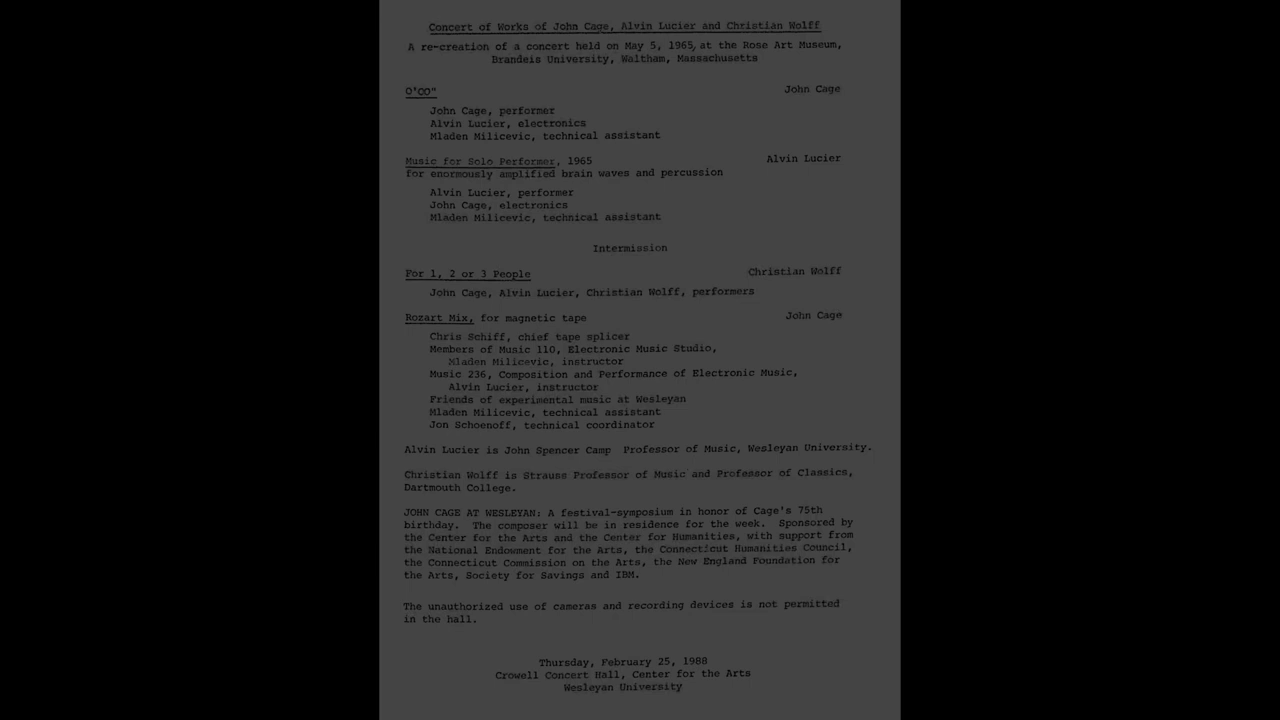 Concert of Works of John Cage, Alvin Lucier and Christian Wolff
A re-creation of a concert held on May 5, 1965, at the Rose Art Museum,
Brandeis University, Waltham, Massachusetts
O'OO" John Cage
John Cage, performer
Alvin Lucier, electronics
Mladen Milicevic, technical assistant
Music for Solo Performer, 1965 Alvin Lucier
for enormously amplified brain waves and percussion
Alvin Lucier, performer
John Cage, electronics
Mladen Milicevic, technical assistant
Intermission
For 1, 2 or 3 People Christian Wolff
John Cage, Alvin Lucier, Christian Wolff, performers
Rozart Mix, for magnetic tape John Cage
Chris Schiff, chief tape splicer
Members of Music 110, Electronic Music Studio,
Mladen Milicevic, instructor
Music 236, Composition and Performance of Electronic Music,
Alvin Lucier, instructor
Friends of experimental music at Wesleyan
Mladen Milicevic, technical assistant
Jon Schoenoff, technical coordinator
Alvin Lucier is John Spencer Camp Professor of Music, Wesleyan University.
Christian Wolff is Strauss Professor of Music and Professor of Classics,
Dartmouth College.
JOHN CAGE AT WESLEYAN: A festival-symposium in honor of Cage's 75th
birthday. The composer will be in residence for the week. Sponsored by
the Center for the Arts and the Center for Humanities, with support from
the National Endowment for the Arts, the Connecticut Humanities Council,
the Connecticut Commission on the Arts, the New England Foundation for
the Arts, Society for Savings and IBM.
The unauthorized use of cameras and recording devices is not permitted
in the hall.
Thursday, February 25, 1988
Crowell Concert Hall, Center for the Arts
Wesleyan University